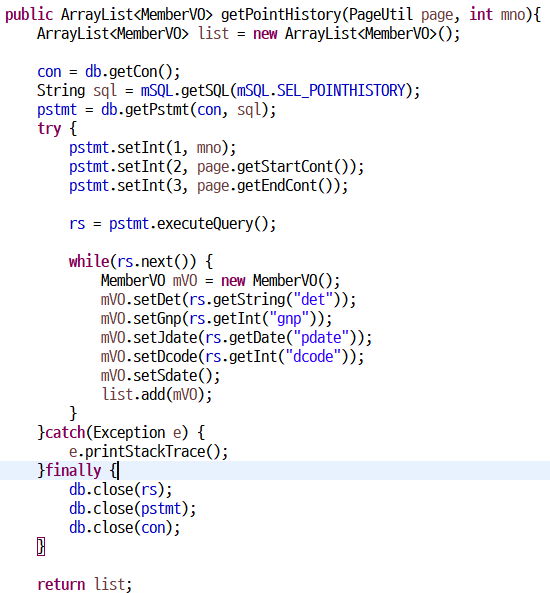 public ArrayList<MemberVO> getPointHistory(PageUtil page, int mno){
ArrayList<MemberVO> list = new ArrayList<MemberVO>();
con = db.getCon();
String sql = mSQL.getSQL(mSQL.SEL_POINTHISTORY);
pstmt = db.getPstmt(con, sql);
try {
pstmt.setInt(1, mno);
pstmt.setInt(2, page.getStartCont());
pstmt.setInt(3, page.getEndCont());
rs = pstmt.executeQuery();
while(rs.next()) {
MemberVO mVO = new MemberVO();
mVO.setDet(rs.getString("det"));
mVO.setGnp(rs.getInt("gnp"));
mVO.setJdate(rs.getDate("pdate"));
mVO.setDcode(rs.getInt("dcode"));
mVO.setSdate();
list.add(mVO);
}
}catch(Exception e) {
e.printStackTrace();
}finally {
db.close(rs);
db.close(pstmt);
db.close(con);
}
return list;